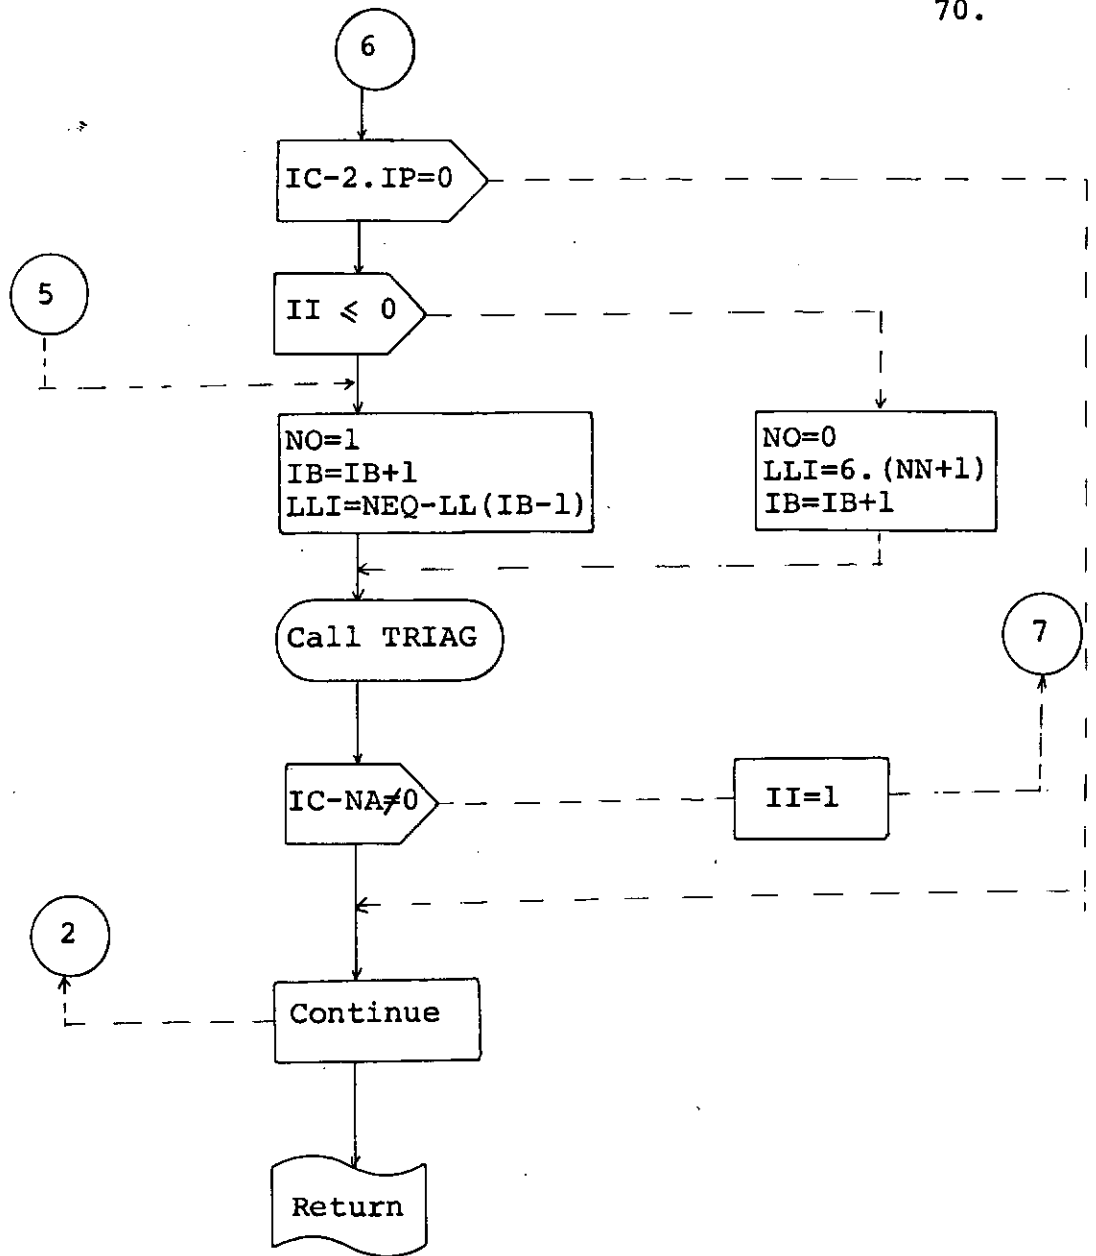 70.
6
IC-2.IP=0
5
II ⩽ 0
NO=1
IB=IB+1
LLI=NEQ-LL(IB-1)
NO=0
LLI=6.(NN+1)
IB=IB+1
Call TRIAG
7
IC-NA≠0
II=1
2
Continue
Return